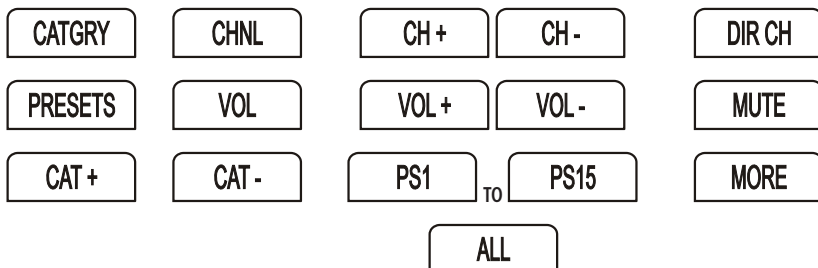 CATGRY CHNL CH + CH - DIR CH
PRESETS VOL VOL + VOL - MUTE
CAT + CAT - PS1 TO PS15 MORE
ALL